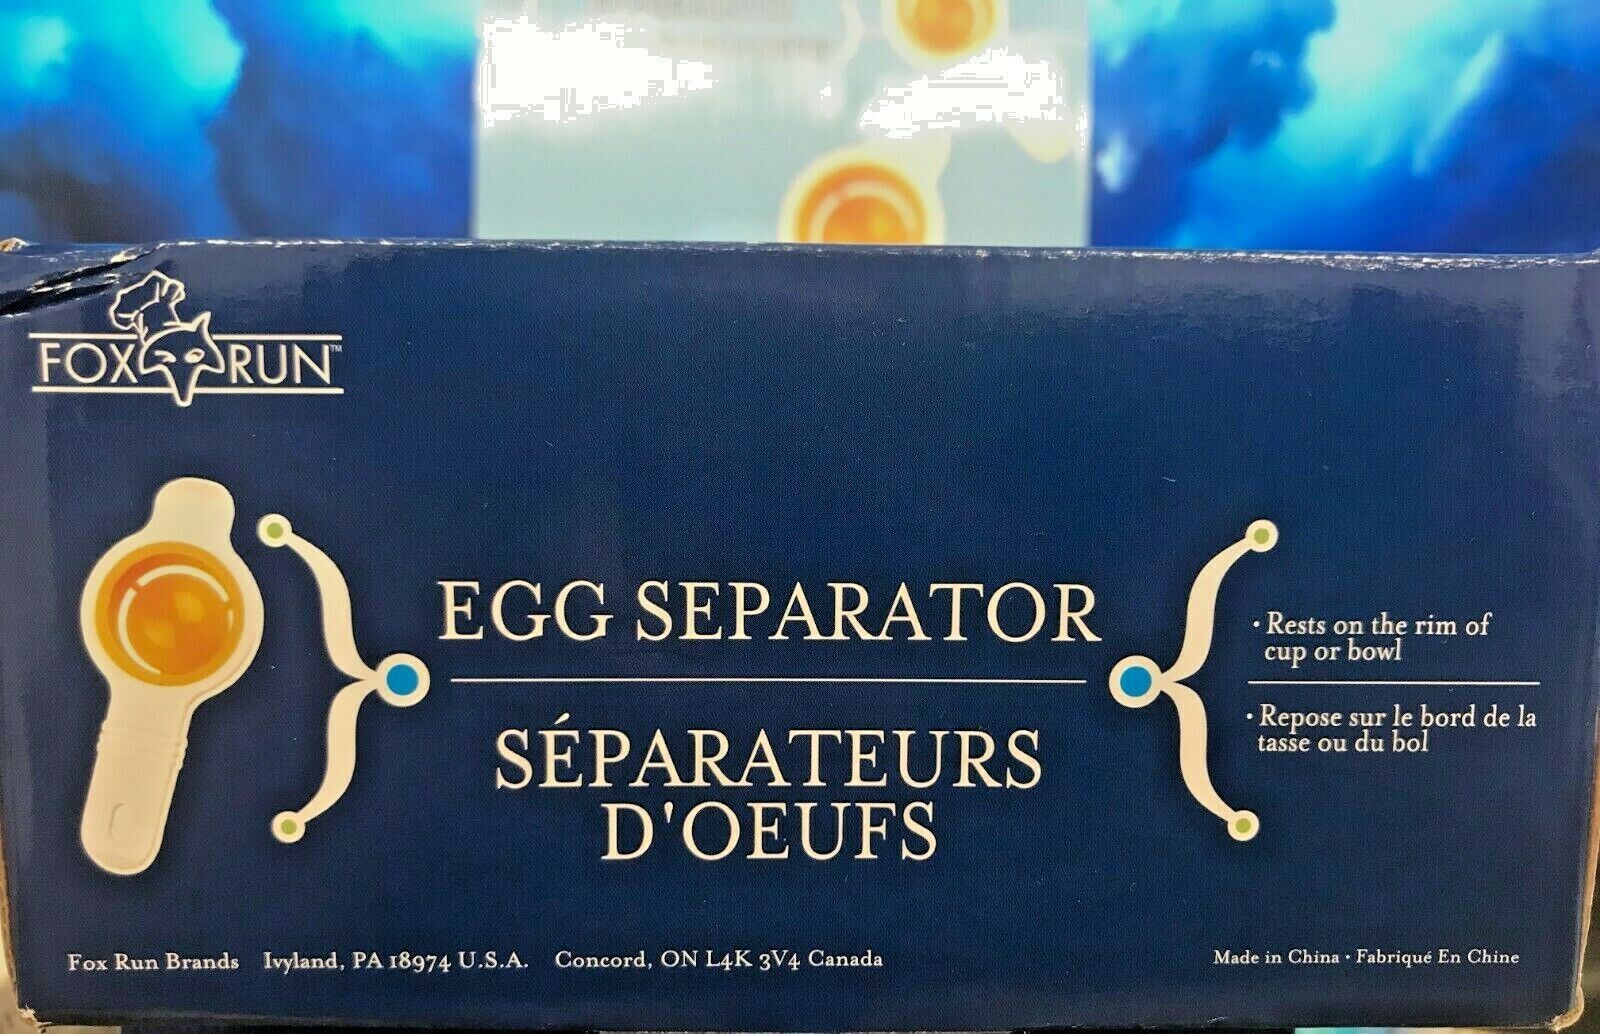 FOX RUN™
EGG SEPARATOR
SÉPARATEURS
D'OEUFS
• Rests on the rim of
cup or bowl
• Repose sur le bord de la
tasse ou du bol
Fox Run Brands Ivyland, PA 18974 U.S.A. Concord, ON L4K 3V4 Canada
Made in China • Fabriqué En Chine